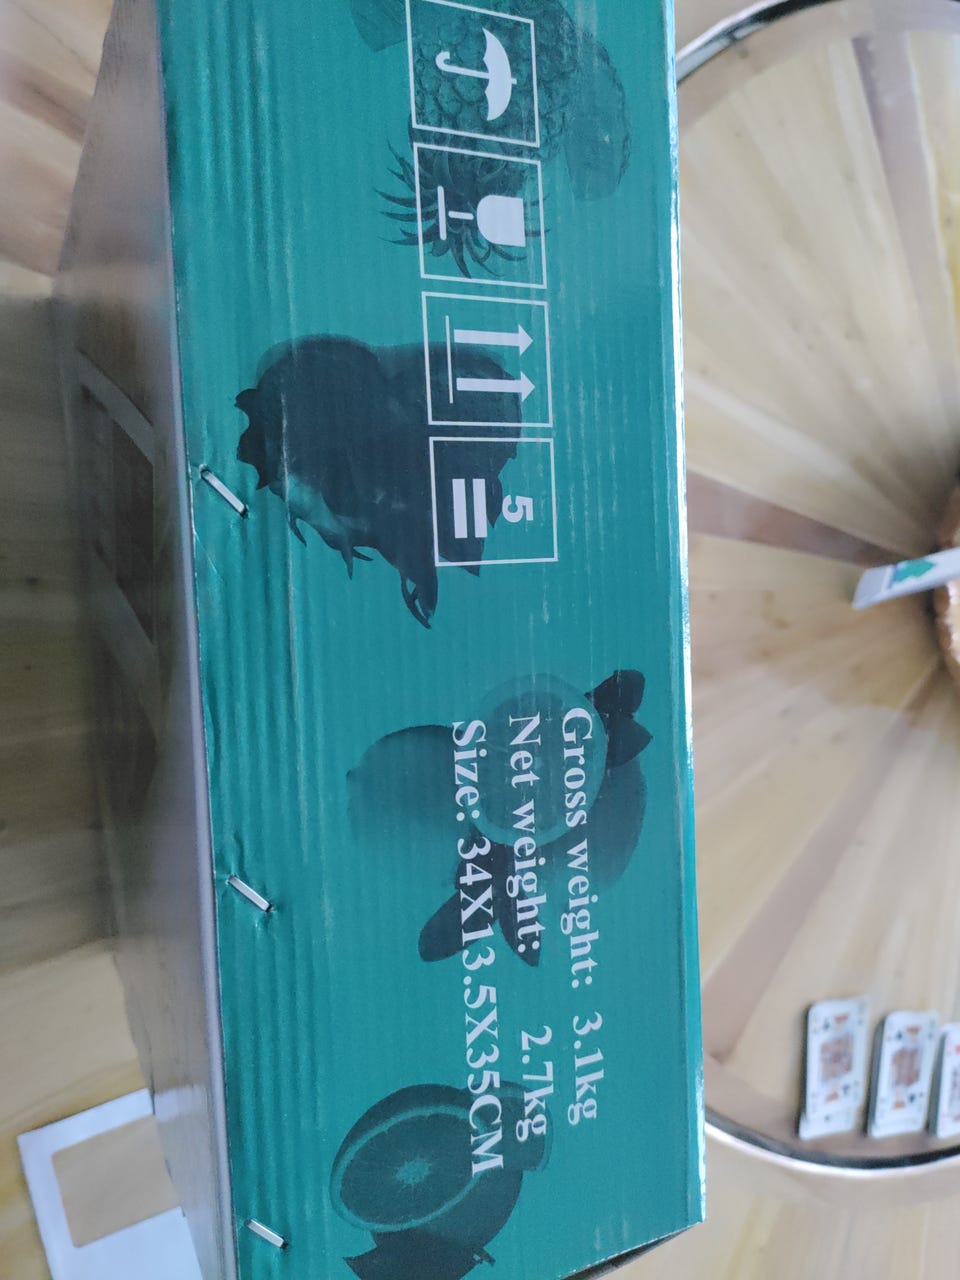 5
Gross weight: 3.1kg
Net weight: 2.7kg
Size: 34X13.5X35CM